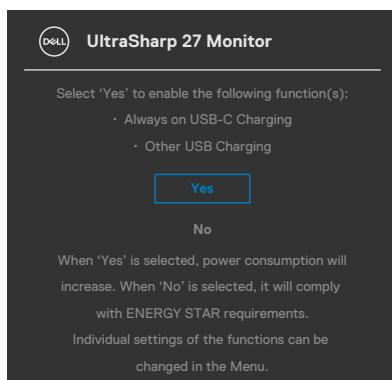 DELL UltraSharp 27 Monitor
Select ‘Yes’ to enable the following function(s):
· Always on USB-C Charging
· Other USB Charging
Yes
No
When ‘Yes’ is selected, power consumption will
increase. When ‘No’ is selected, it will comply
with ENERGY STAR requirements.
Individual settings of the functions can be
changed in the Menu.